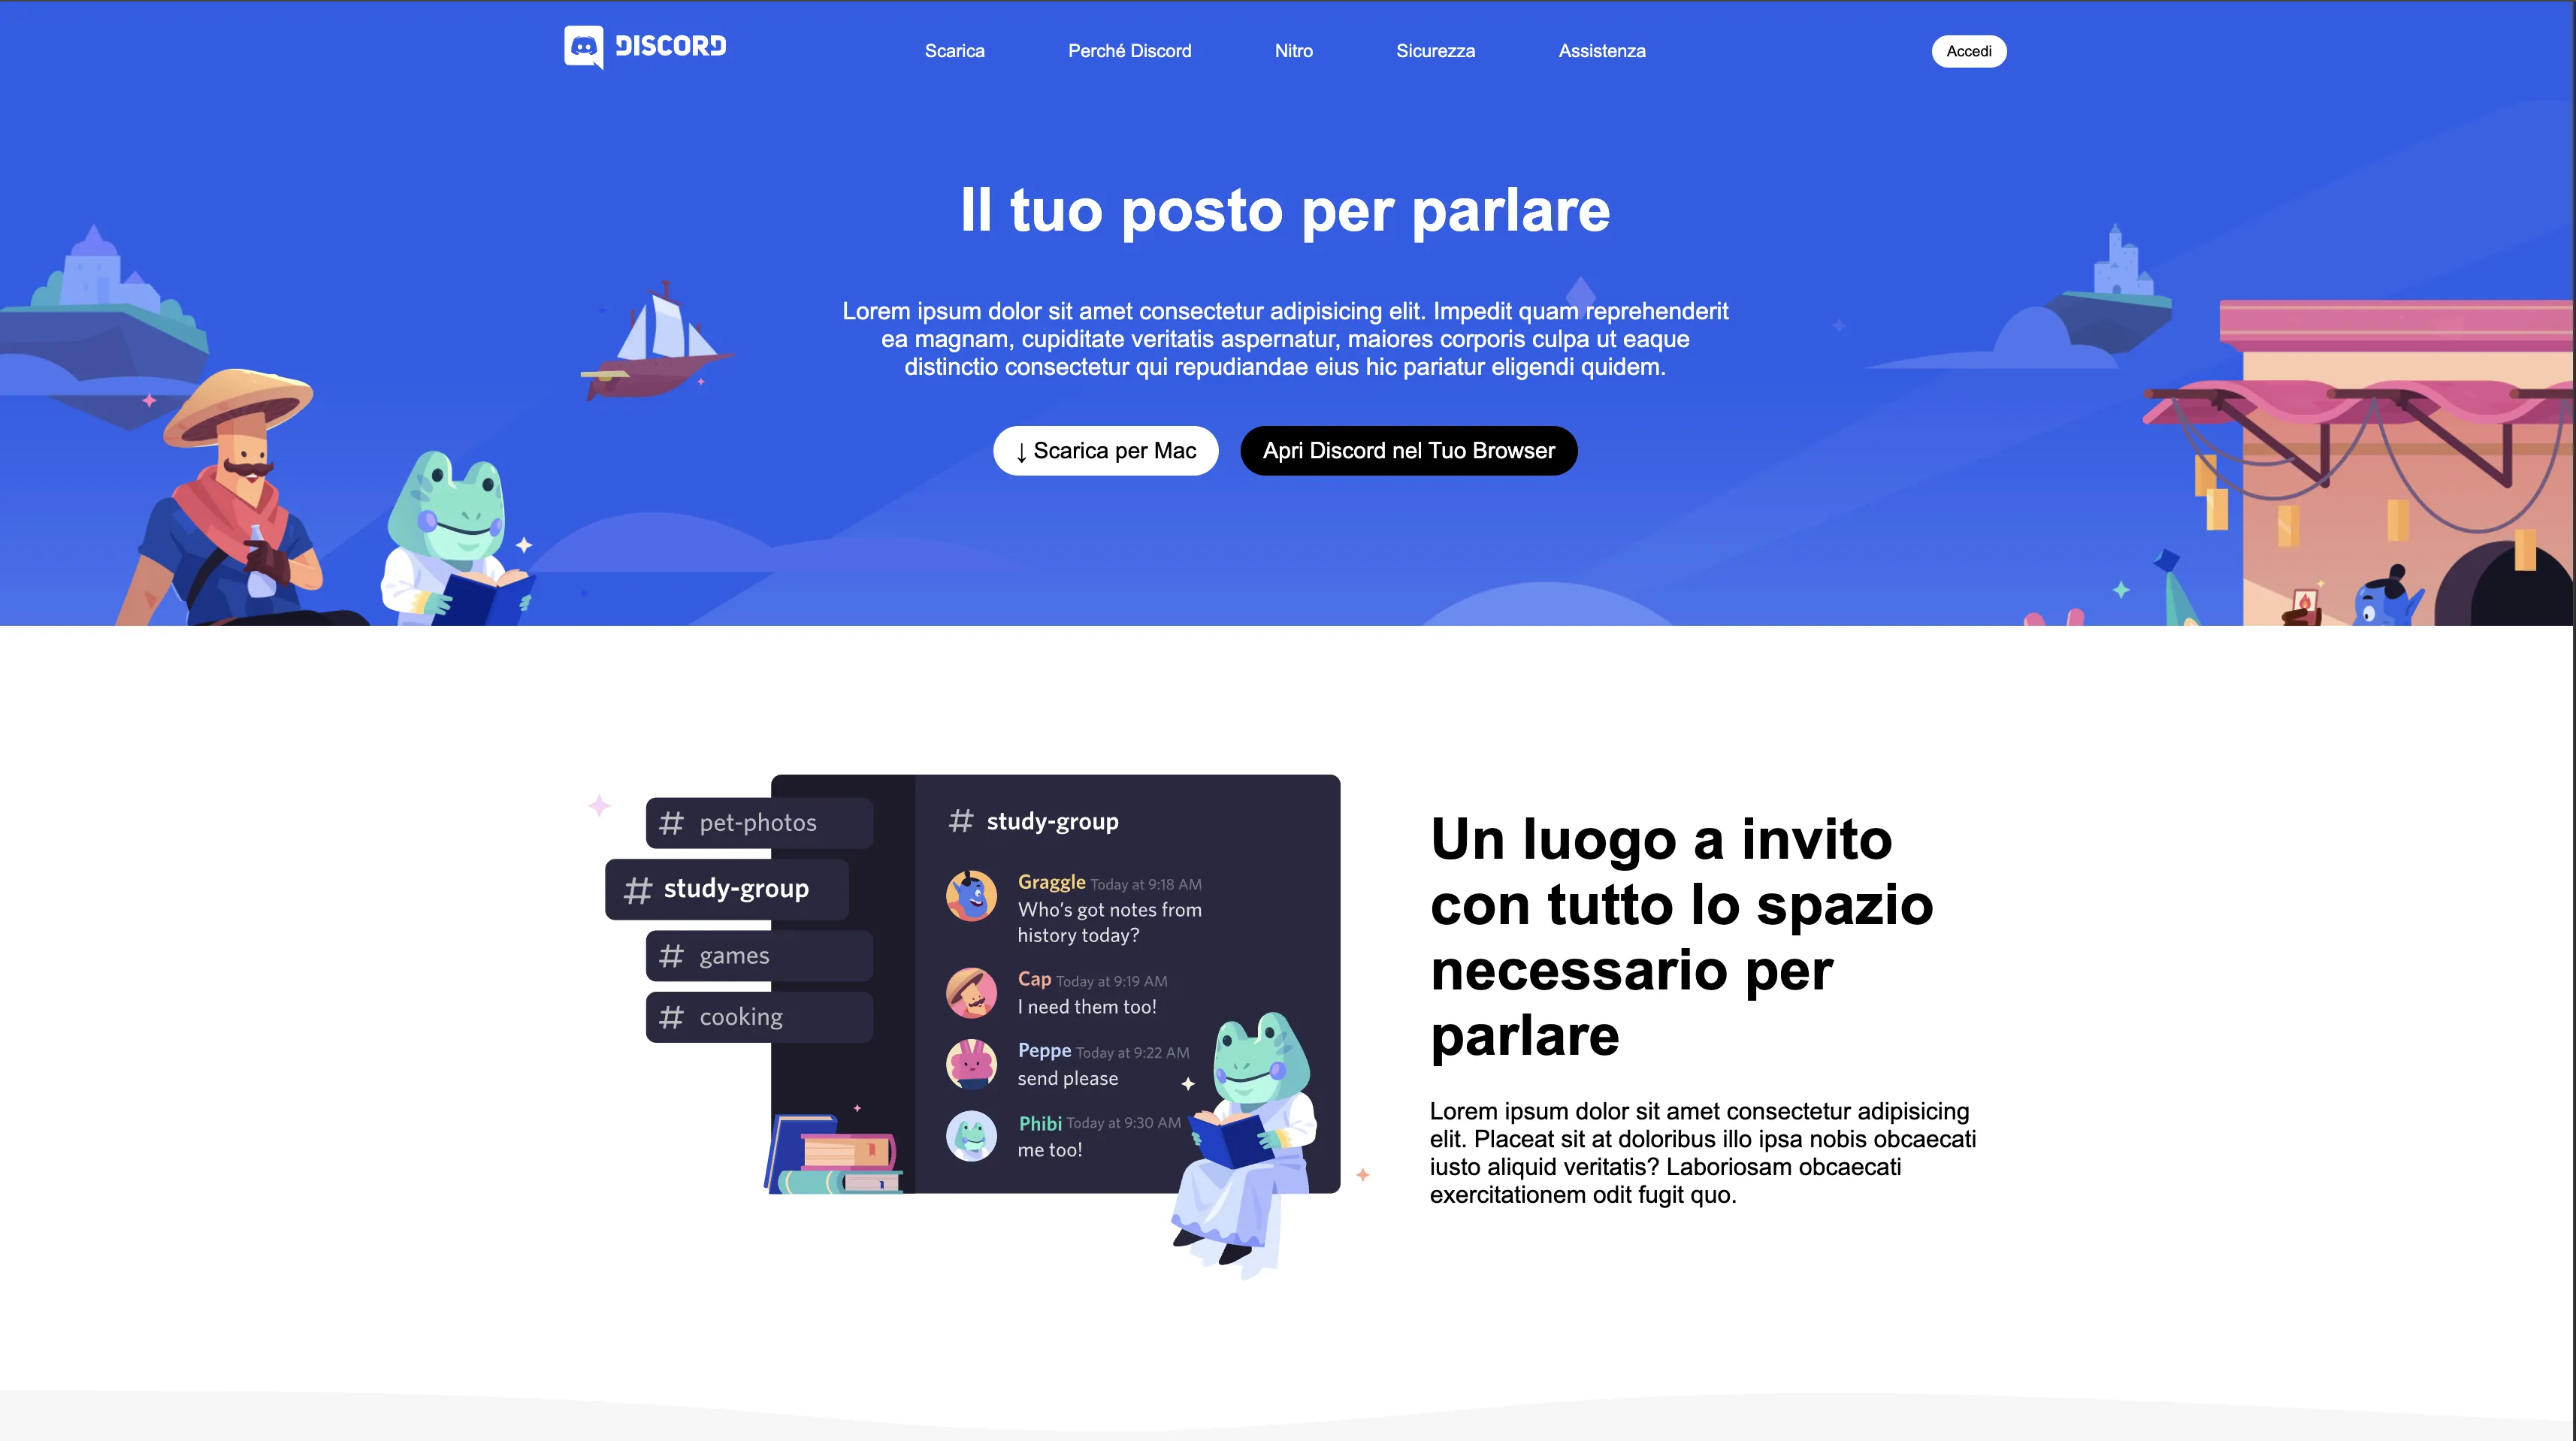 DISCORD
Scarica
Perché Discord
Nitro
Sicurezza
Assistenza
Accedi
Il tuo posto per parlare
Lorem ipsum dolor sit amet consectetur adipisicing elit. Impedit quam reprehenderit
ea magnam, cupiditate veritatis aspernatur, maiores corporis culpa ut eaque
distinctio consectetur qui repudiandae eius hic pariatur eligendi quidem.
↓ Scarica per Mac
Apri Discord nel Tuo Browser
# pet-photos
# study-group
# games
# cooking
# study-group
Graggle Today at 9:18 AM
Who's got notes from
history today?
Cap Today at 9:19 AM
I need them too!
Peppe Today at 9:22 AM
send please
Phibi Today at 9:30 AM
me too!
1
Un luogo a invito
con tutto lo spazio
necessario per
parlare
Lorem ipsum dolor sit amet consectetur adipisicing
elit. Placeat sit at doloribus illo ipsa nobis obcaecati
iusto aliquid veritatis? Laboriosam obcaecati
exercitationem odit fugit quo.